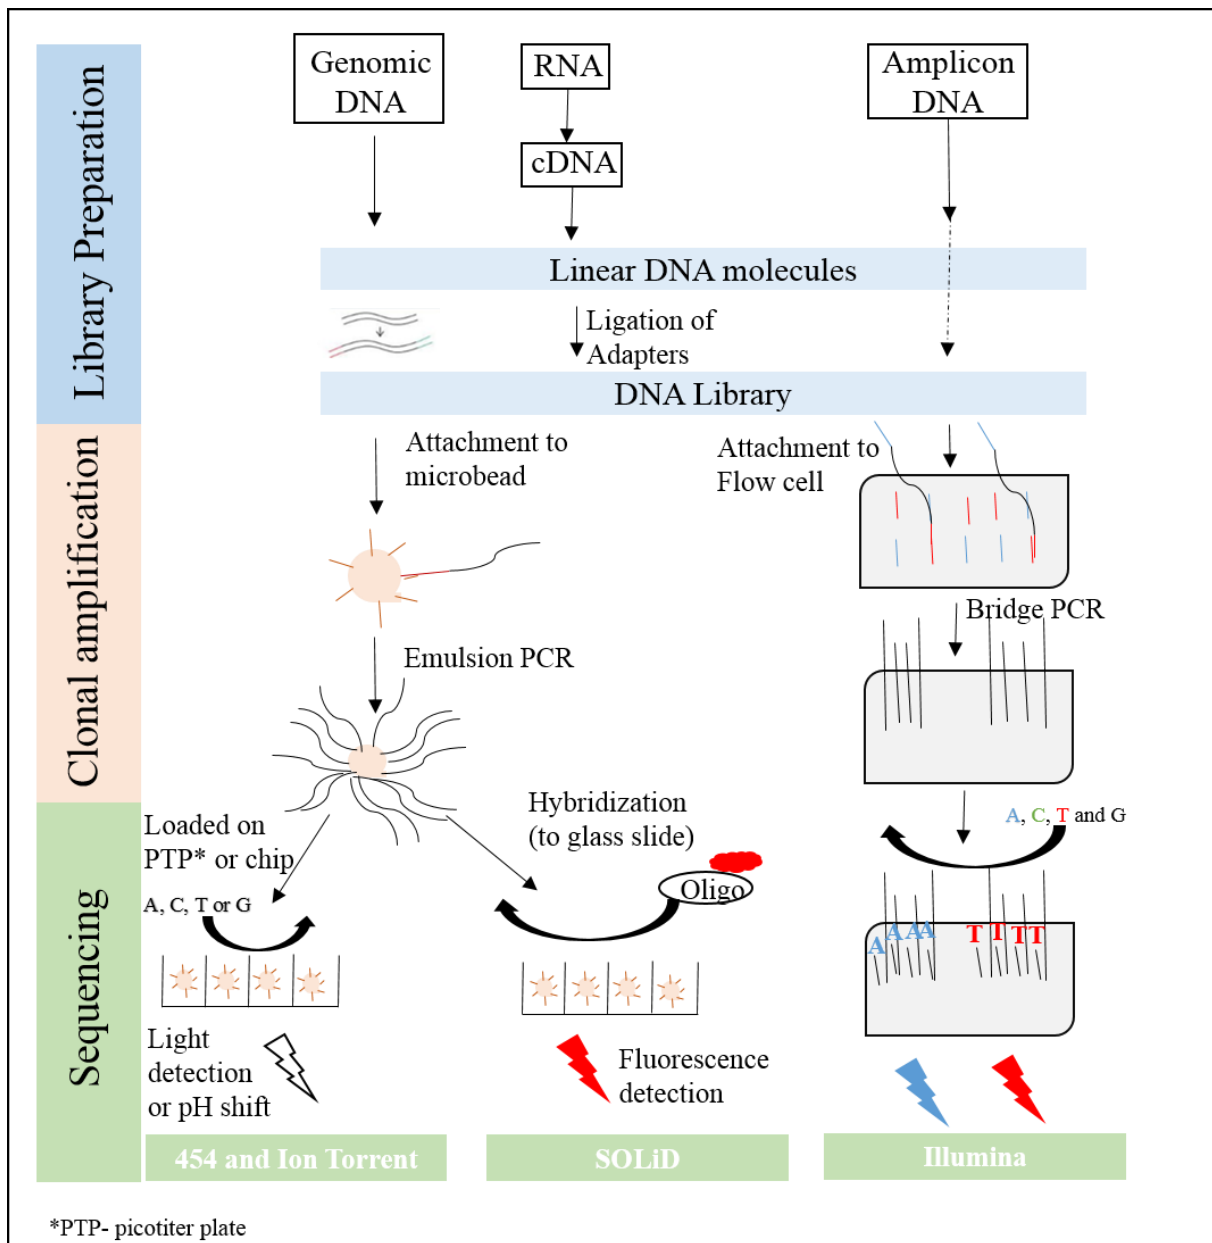 Library Preparation
Genomic
DNA
RNA
cDNA
Amplicon
DNA
Linear DNA molecules
Ligation of
Adapters
DNA Library
Clonal amplification
Attachment to
microbead
Attachment to
Flow cell
Emulsion PCR
Bridge PCR
Sequencing
Loaded on
PTP* or chip
A, C, T or G
Hybridization
(to glass slide)
Oligo
A, C, T and G
A A A A
T T T T
Light
detection
or pH shift
Fluorescence
detection
454 and Ion Torrent
SOLiD
Illumina
*PTP- picotiter plate